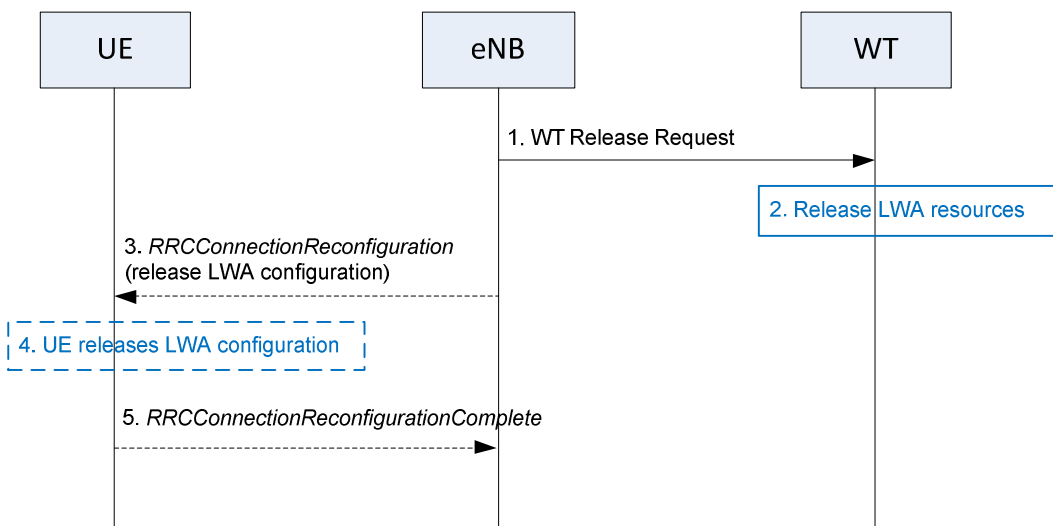 UE
eNB
WT
1. WT Release Request
2. Release LWA resources
3. RRCConnectionReconfiguration
(release LWA configuration)
4. UE releases LWA configuration
5. RRCConnectionReconfigurationComplete